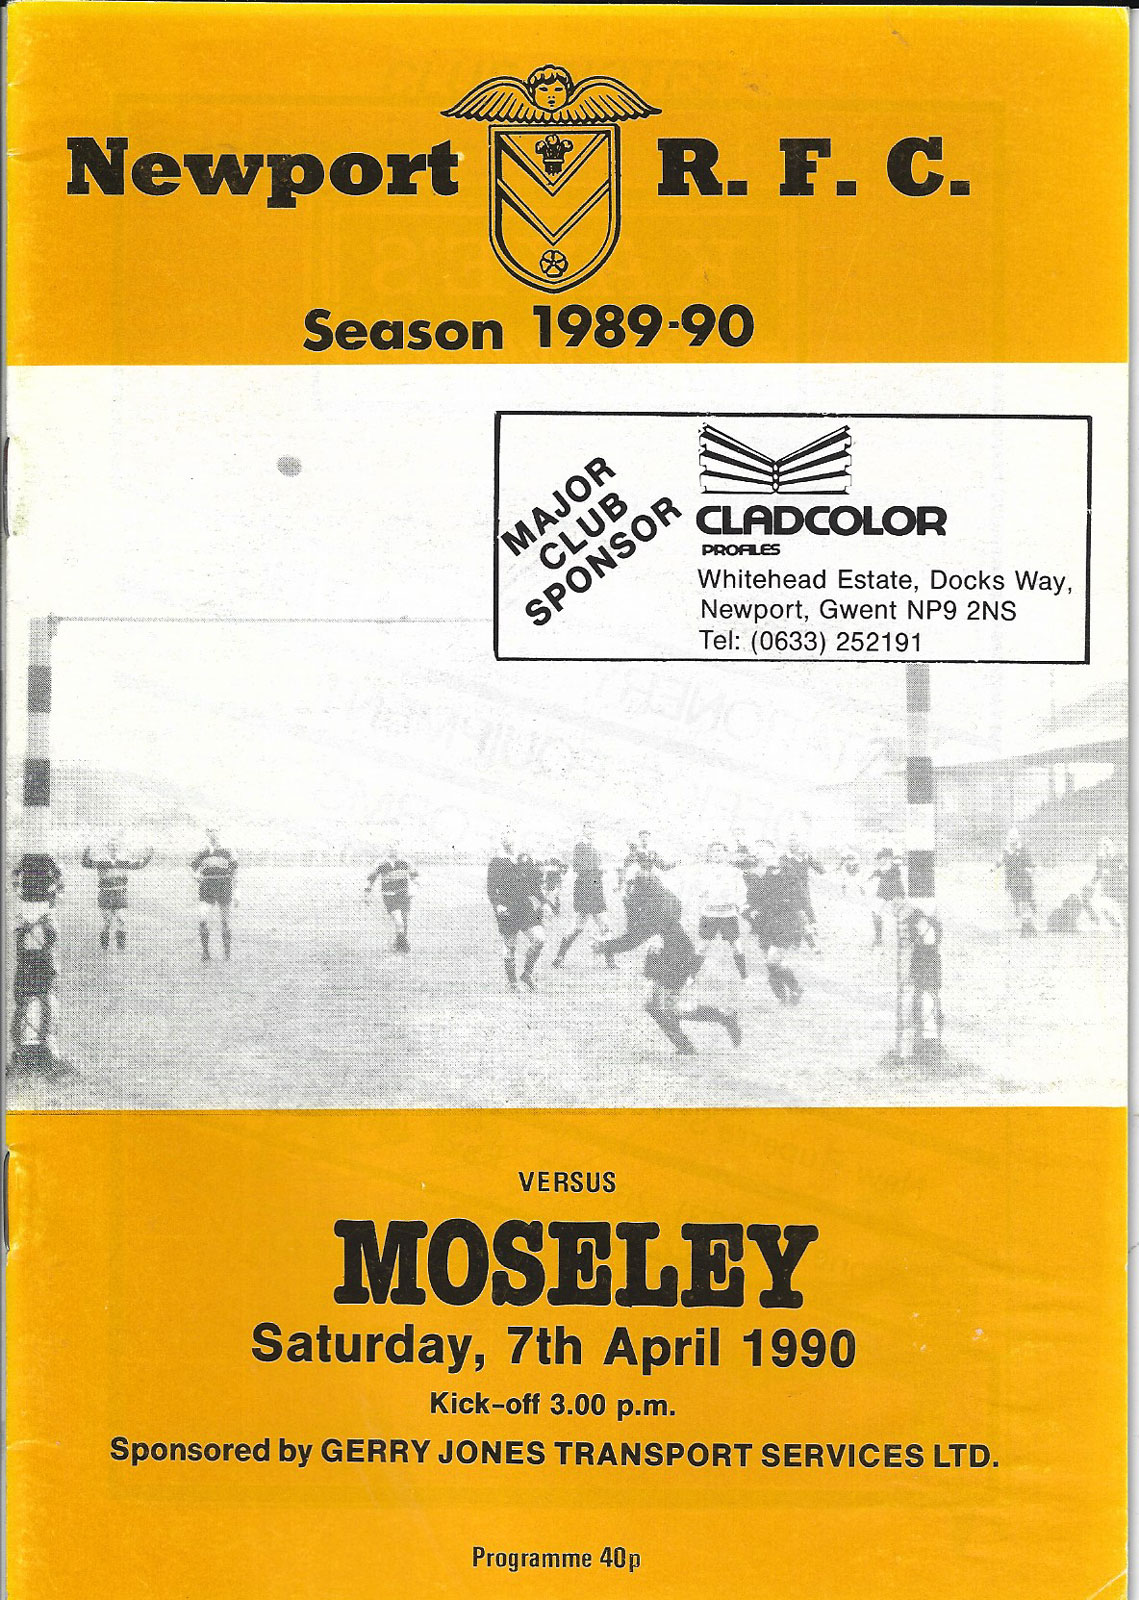 Newport R. F. C.
Season 1989-90
MAJOR
CLUB
SPONSOR
CLADCOLOR
PROFILES
Whitehead Estate, Docks Way,
Newport, Gwent NP9 2NS
Tel: (0633) 252191
VERSUS
MOSELEY
Saturday, 7th April 1990
Kick-off 3.00 p.m.
Sponsored by GERRY JONES TRANSPORT SERVICES LTD.
Programme 40p